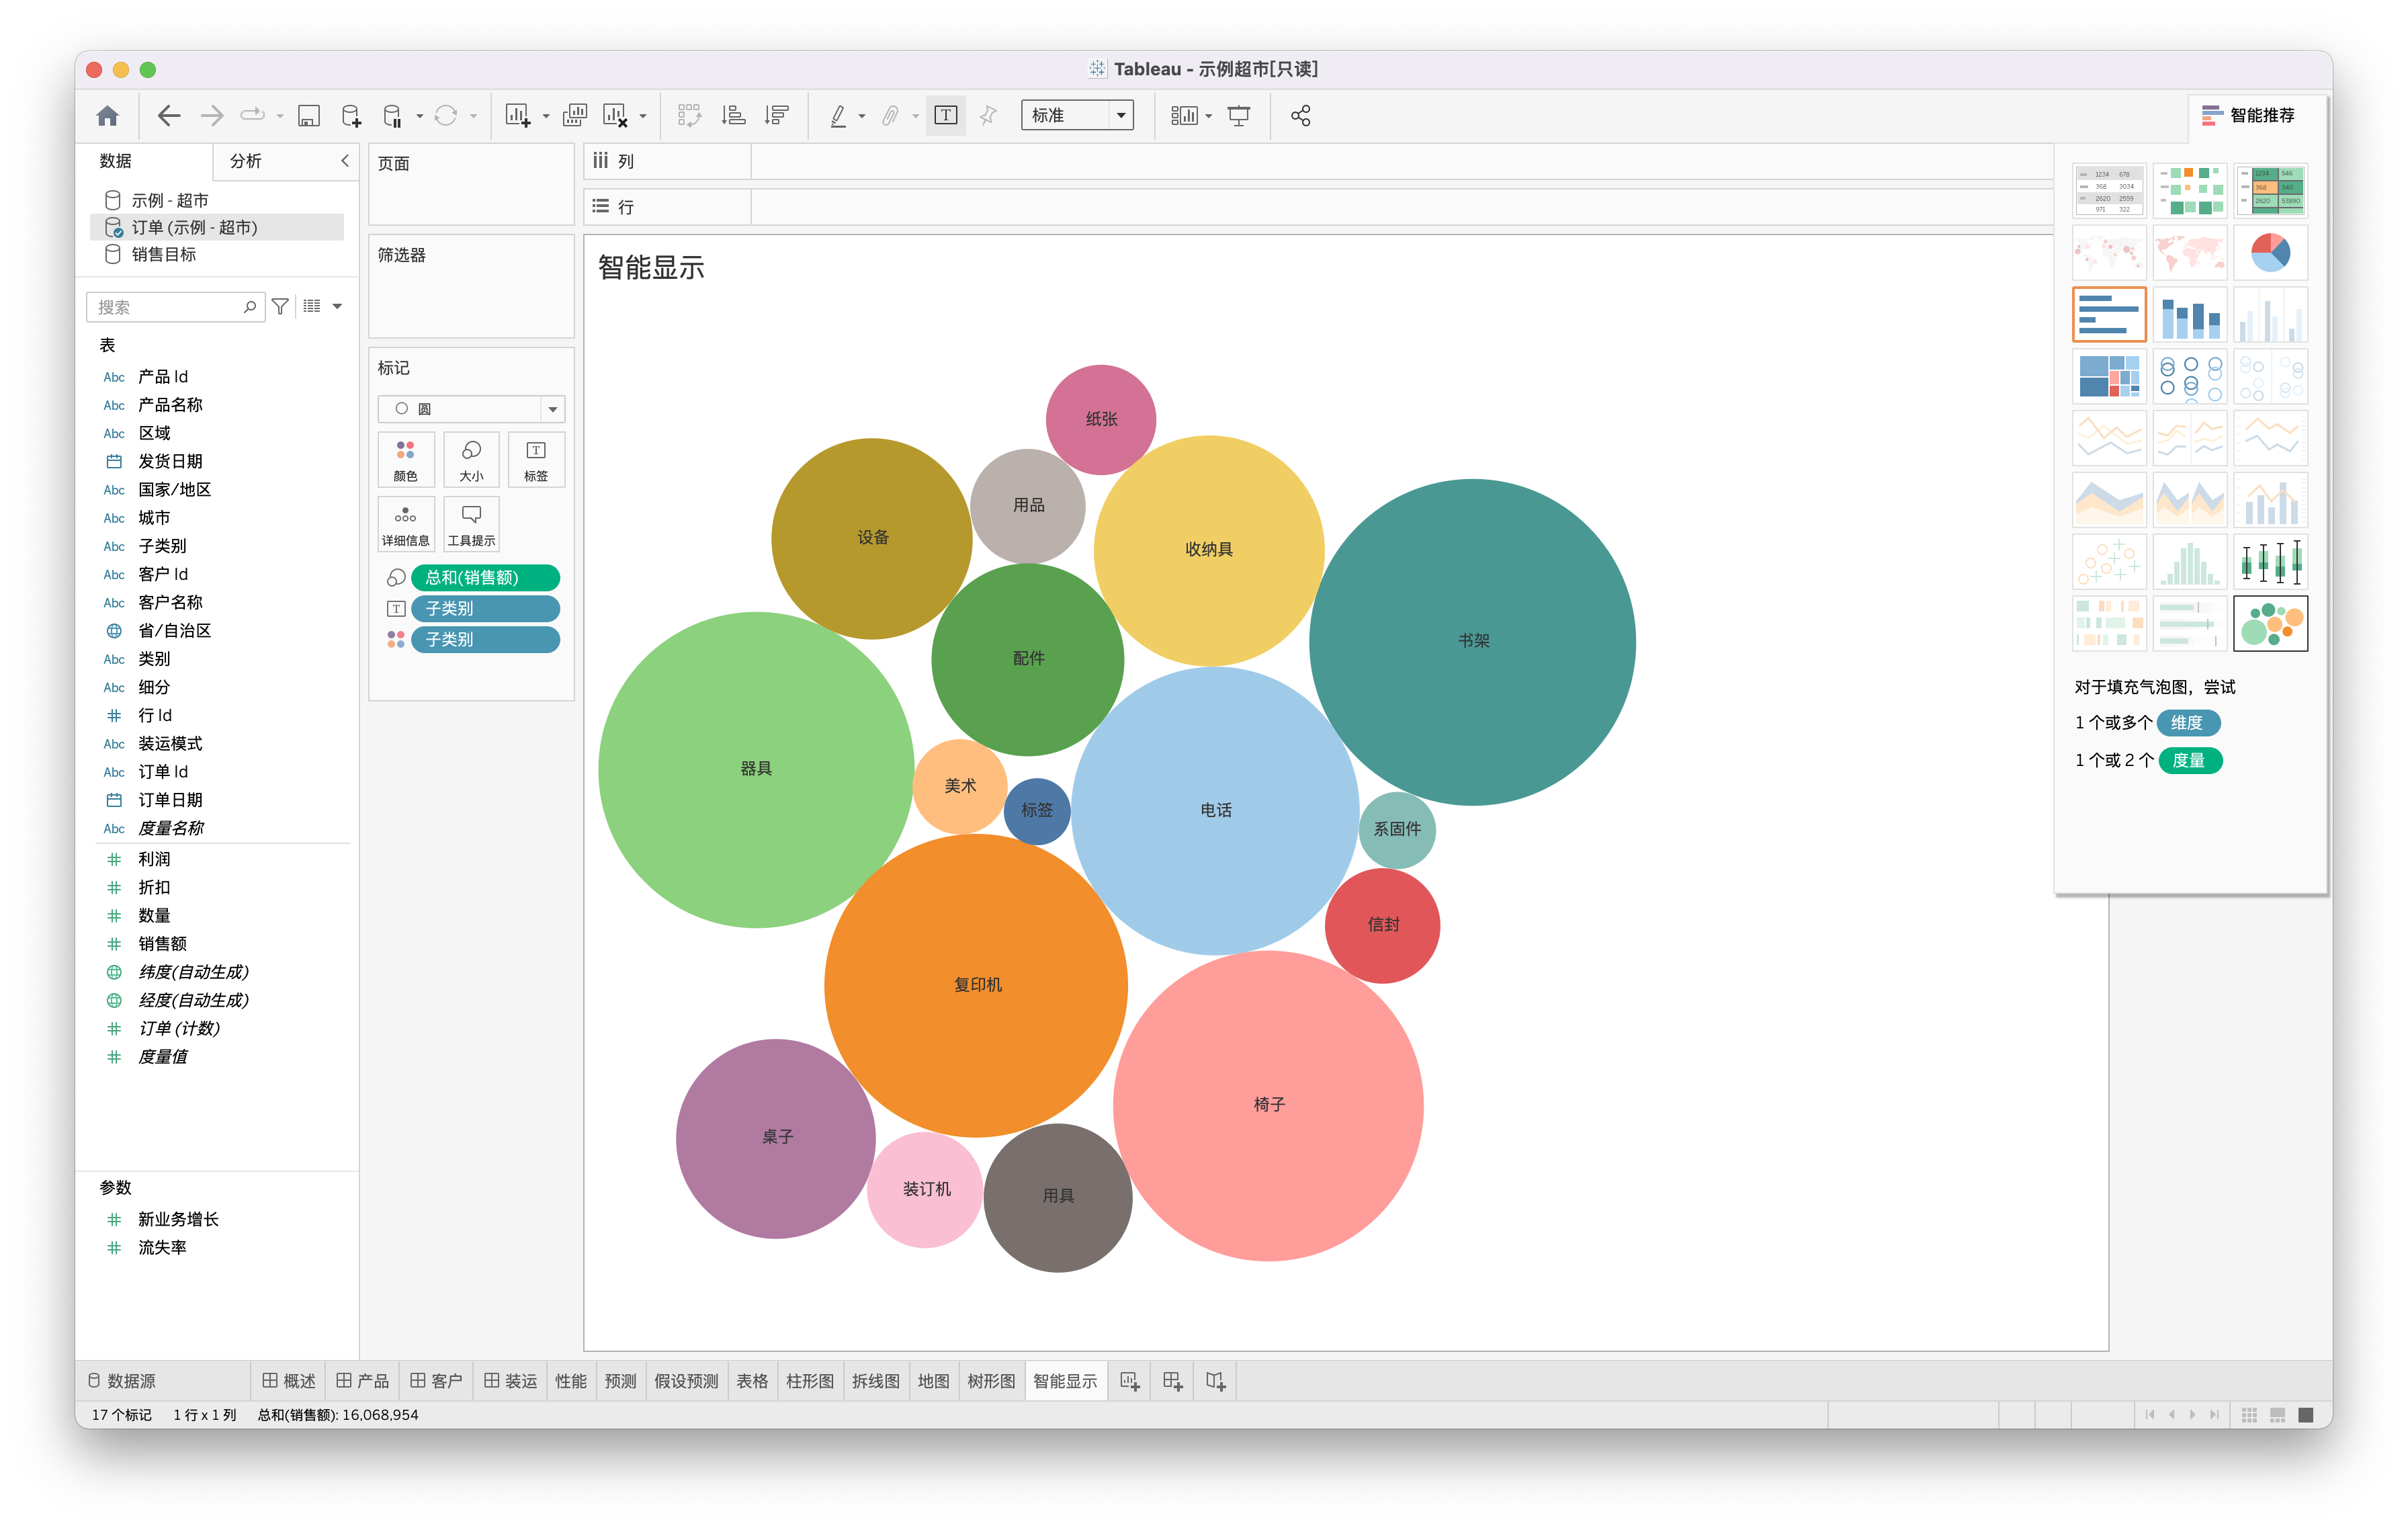 Tableau - 示例超市[只读]
标准
智能推荐
数据
分析
示例 - 超市
订单 (示例 - 超市)
销售目标
搜索
表
Abc 产品 Id
Abc 产品名称
Abc 区域
发货日期
Abc 国家/地区
Abc 城市
Abc 子类别
Abc 客户 Id
Abc 客户名称
省/自治区
Abc 类别
Abc 细分
行 Id
Abc 装运模式
Abc 订单 Id
订单日期
Abc 度量名称
利润
折扣
数量
销售额
纬度(自动生成)
经度(自动生成)
订单 (计数)
度量值
参数
新业务增长
流失率
页面
筛选器
标记
圆
颜色
大小
标签
详细信息
工具提示
总和(销售额)
子类别
子类别
列
行
智能显示
纸张
用品
设备
收纳具
书架
配件
器具
美术
标签
电话
系固件
信封
复印机
椅子
桌子
装订机
用具
1234 678
368 3034
2620 2559
971 322
1234 546
368 340
2620 53890
对于填充气泡图，尝试
1 个或多个 维度
1 个或 2 个 度量
数据源
概述
产品
客户
装运
性能
预测
假设预测
表格
柱形图
拆线图
地图
树形图
智能显示
17 个标记
1 行 x 1 列
总和(销售额): 16,068,954